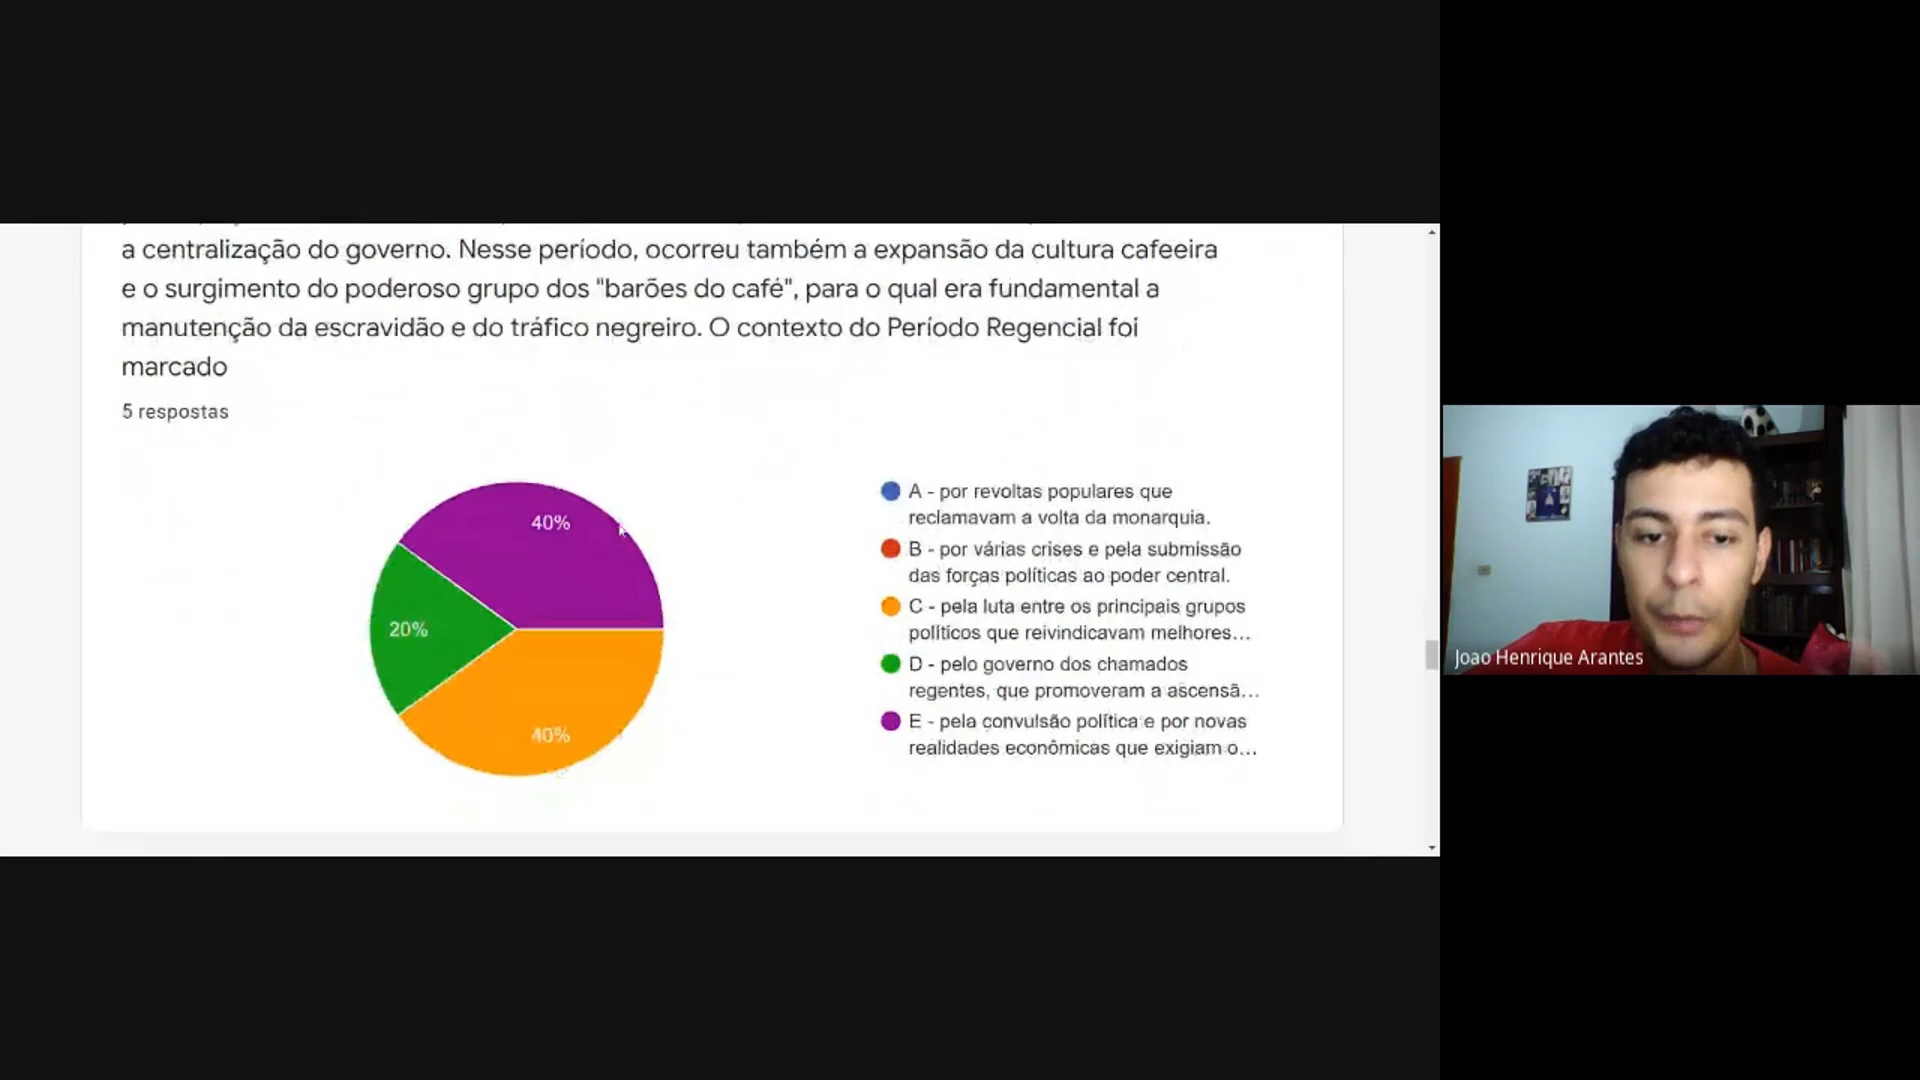 a centralização do governo. Nesse período, ocorreu também a expansão da cultura cafeeira
e o surgimento do poderoso grupo dos "barões do café", para o qual era fundamental a
manutenção da escravidão e do tráfico negreiro. O contexto do Período Regencial foi
marcado
5 respostas
40%
20%
40%
A - por revoltas populares que
reclamavam a volta da monarquia.
B - por várias crises e pela submissão
das forças políticas ao poder central.
C - pela luta entre os principais grupos
políticos que reivindicavam melhores...
D - pelo governo dos chamados
regentes, que promoveram a ascensã...
E - pela convulsão política e por novas
realidades econômicas que exigiam o...
Joao Henrique Arantes